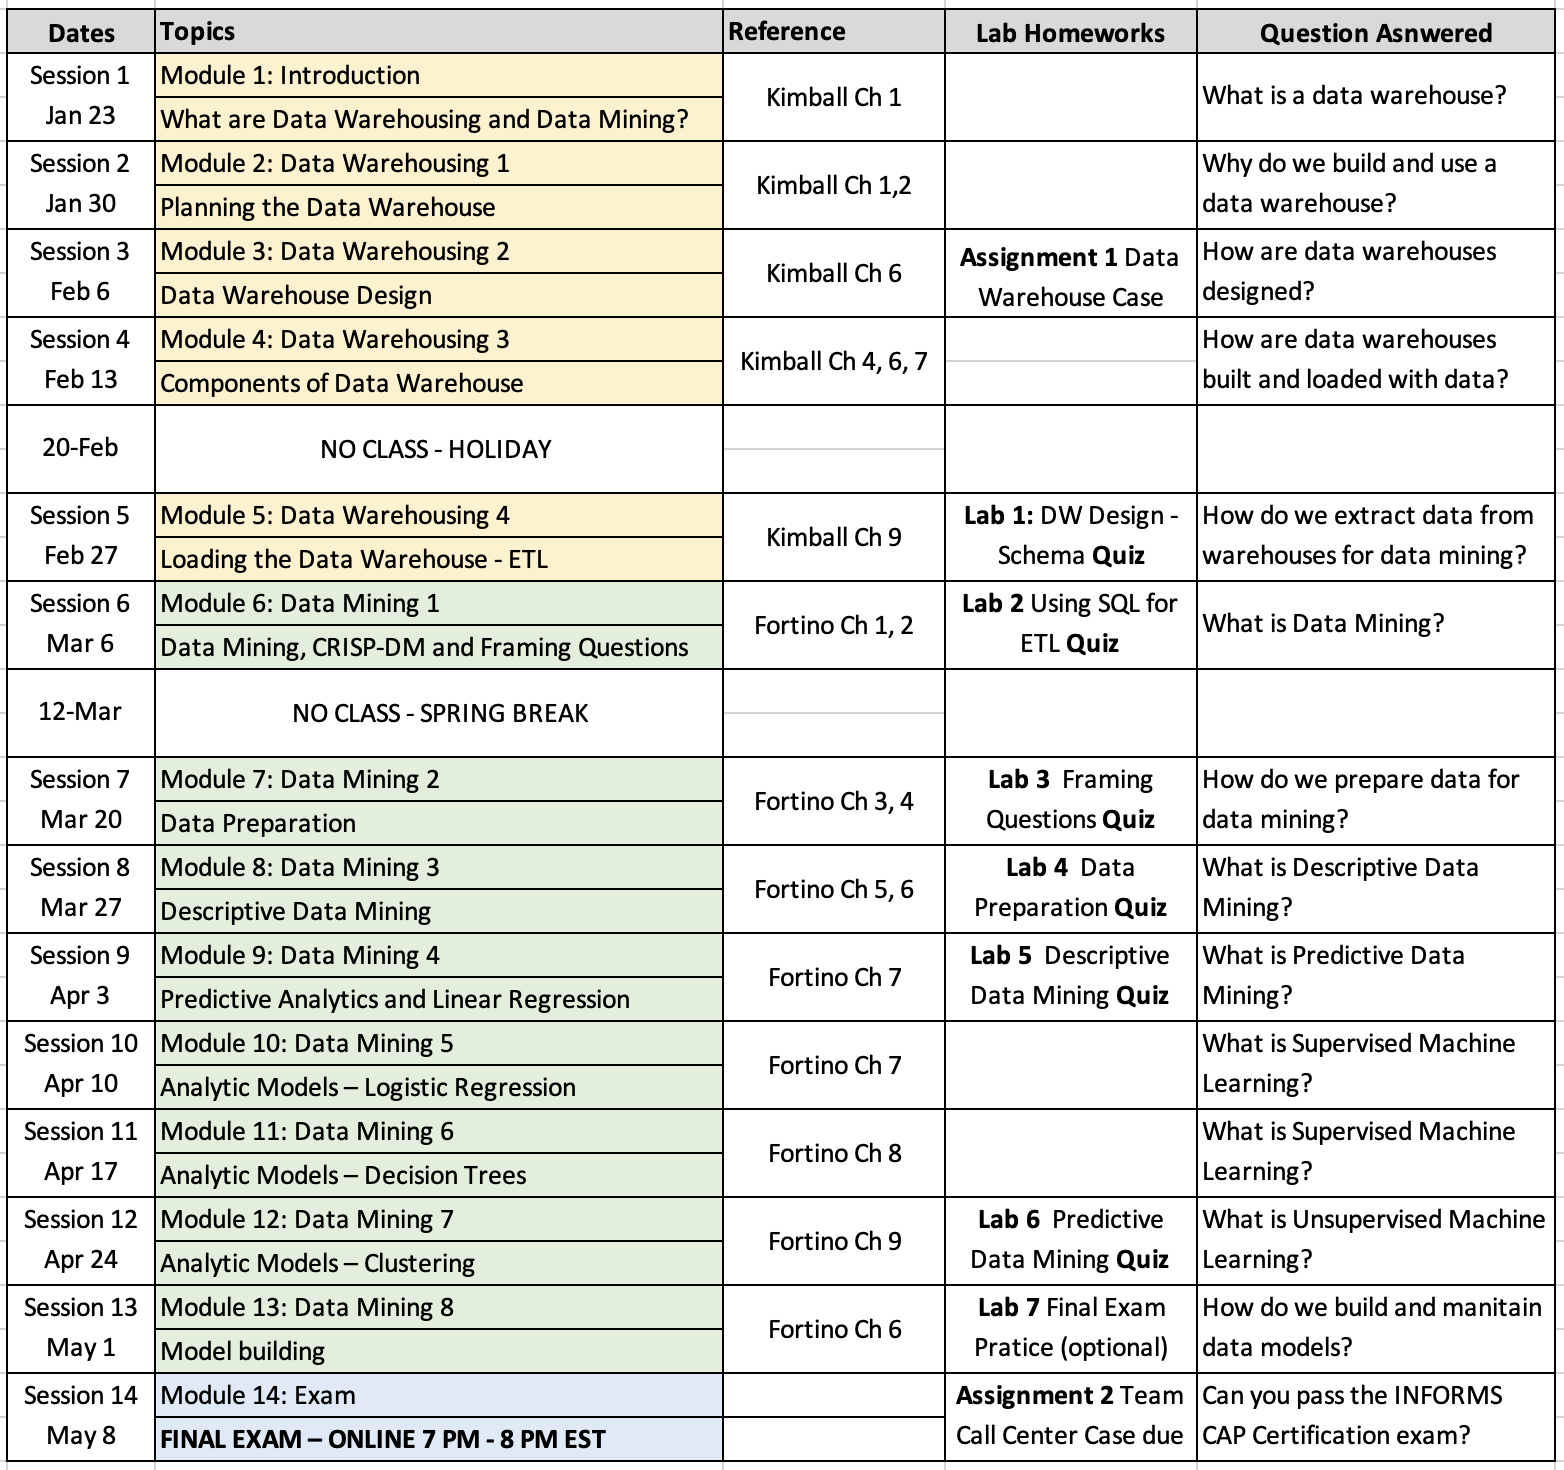 Dates Topics Reference Lab Homeworks Question Asnwered
Session 1
Jan 23
Module 1: Introduction
What are Data Warehousing and Data Mining?
Kimball Ch 1
What is a data warehouse?
Session 2
Jan 30
Module 2: Data Warehousing 1
Planning the Data Warehouse
Kimball Ch 1,2
Why do we build and use a
data warehouse?
Session 3
Feb 6
Module 3: Data Warehousing 2
Data Warehouse Design
Kimball Ch 6
Assignment 1 Data
Warehouse Case
How are data warehouses
designed?
Session 4
Feb 13
Module 4: Data Warehousing 3
Components of Data Warehouse
Kimball Ch 4, 6, 7
How are data warehouses
built and loaded with data?
20-Feb
NO CLASS - HOLIDAY
Session 5
Feb 27
Module 5: Data Warehousing 4
Loading the Data Warehouse - ETL
Kimball Ch 9
Lab 1: DW Design -
Schema Quiz
How do we extract data from
warehouses for data mining?
Session 6
Mar 6
Module 6: Data Mining 1
Data Mining, CRISP-DM and Framing Questions
Fortino Ch 1, 2
Lab 2 Using SQL for
ETL Quiz
What is Data Mining?
12-Mar
NO CLASS - SPRING BREAK
Session 7
Mar 20
Module 7: Data Mining 2
Data Preparation
Fortino Ch 3, 4
Lab 3 Framing
Questions Quiz
How do we prepare data for
data mining?
Session 8
Mar 27
Module 8: Data Mining 3
Descriptive Data Mining
Fortino Ch 5, 6
Lab 4 Data
Preparation Quiz
What is Descriptive Data
Mining?
Session 9
Apr 3
Module 9: Data Mining 4
Predictive Analytics and Linear Regression
Fortino Ch 7
Lab 5 Descriptive
Data Mining Quiz
What is Predictive Data
Mining?
Session 10
Apr 10
Module 10: Data Mining 5
Analytic Models – Logistic Regression
Fortino Ch 7
What is Supervised Machine
Learning?
Session 11
Apr 17
Module 11: Data Mining 6
Analytic Models – Decision Trees
Fortino Ch 8
What is Supervised Machine
Learning?
Session 12
Apr 24
Module 12: Data Mining 7
Analytic Models – Clustering
Fortino Ch 9
Lab 6 Predictive
Data Mining Quiz
What is Unsupervised Machine
Learning?
Session 13
May 1
Module 13: Data Mining 8
Model building
Fortino Ch 6
Lab 7 Final Exam
Pratice (optional)
How do we build and manitain
data models?
Session 14
May 8
Module 14: Exam
FINAL EXAM – ONLINE 7 PM - 8 PM EST
Assignment 2 Team
Call Center Case due
Can you pass the INFORMS
CAP Certification exam?